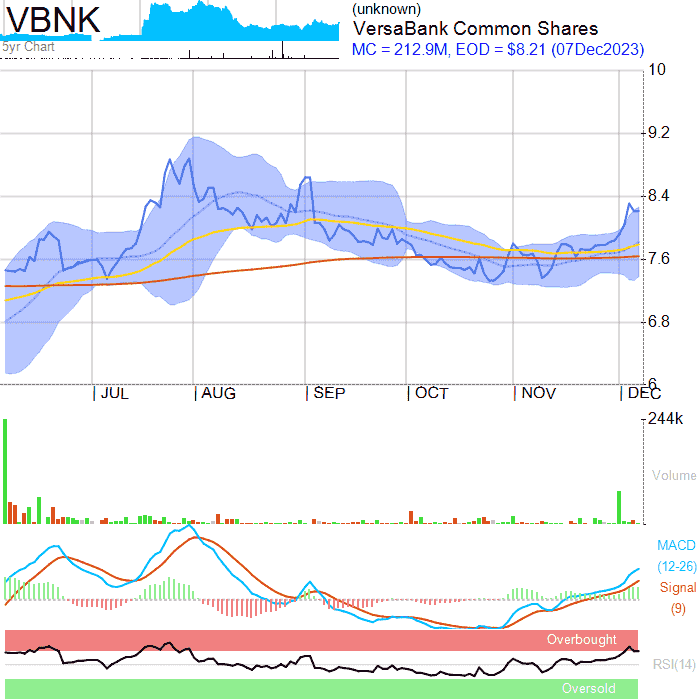 VBNK
5yr Chart
(unknown)
VersaBank Common Shares
MC = 212.9M, EOD = $8.21 (07Dec2023)
10
9.2
8.4
7.6
6.8
6
JUL AUG SEP OCT NOV DEC
244k
Volume
MACD
(12-26)
Signal
(9)
Overbought
RSI(14)
Oversold